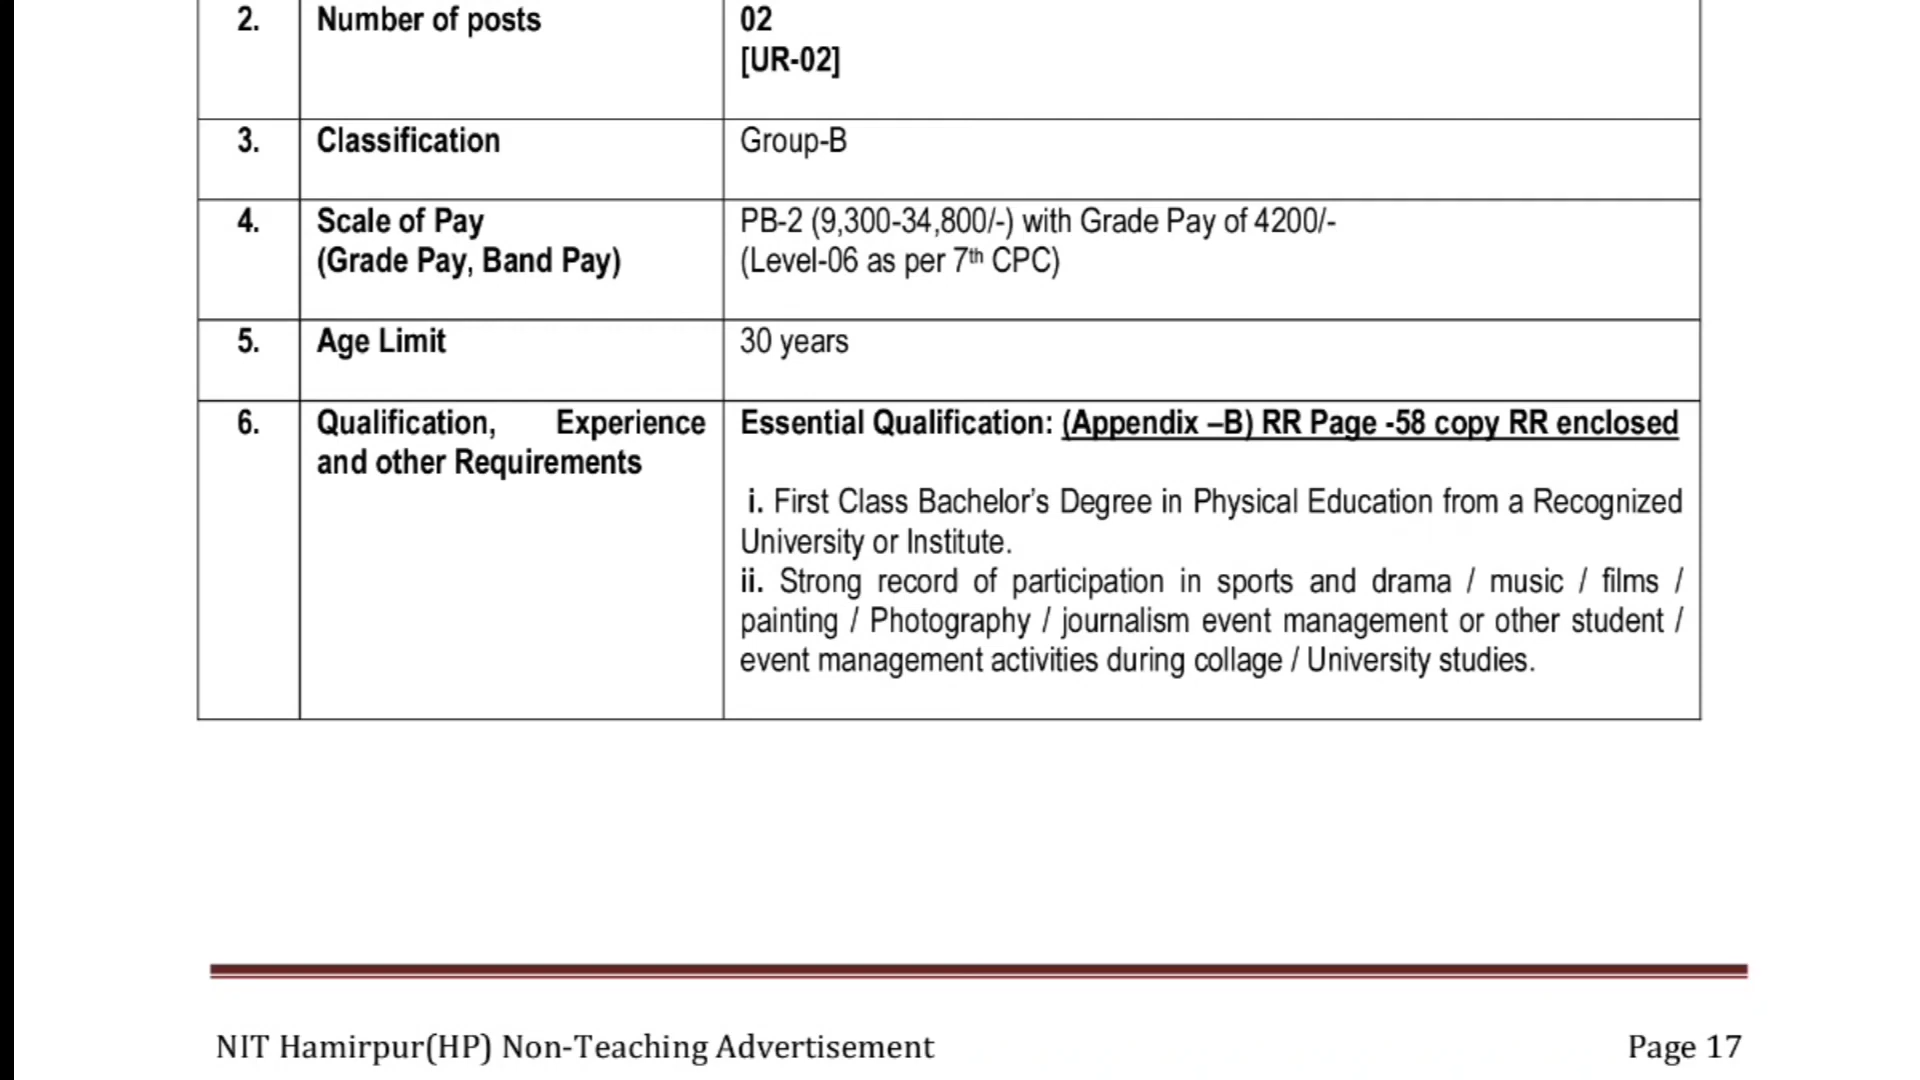 2. Number of posts 02
[UR-02]
3. Classification Group-B
4. Scale of Pay PB-2 (9,300-34,800/-) with Grade Pay of 4200/-
(Grade Pay, Band Pay) (Level-06 as per 7th CPC)
5. Age Limit 30 years
6. Qualification, Experience Essential Qualification: (Appendix –B) RR Page -58 copy RR enclosed
and other Requirements
i. First Class Bachelor’s Degree in Physical Education from a Recognized
University or Institute.
ii. Strong record of participation in sports and drama / music / films /
painting / Photography / journalism event management or other student /
event management activities during collage / University studies.
NIT Hamirpur(HP) Non-Teaching Advertisement Page 17